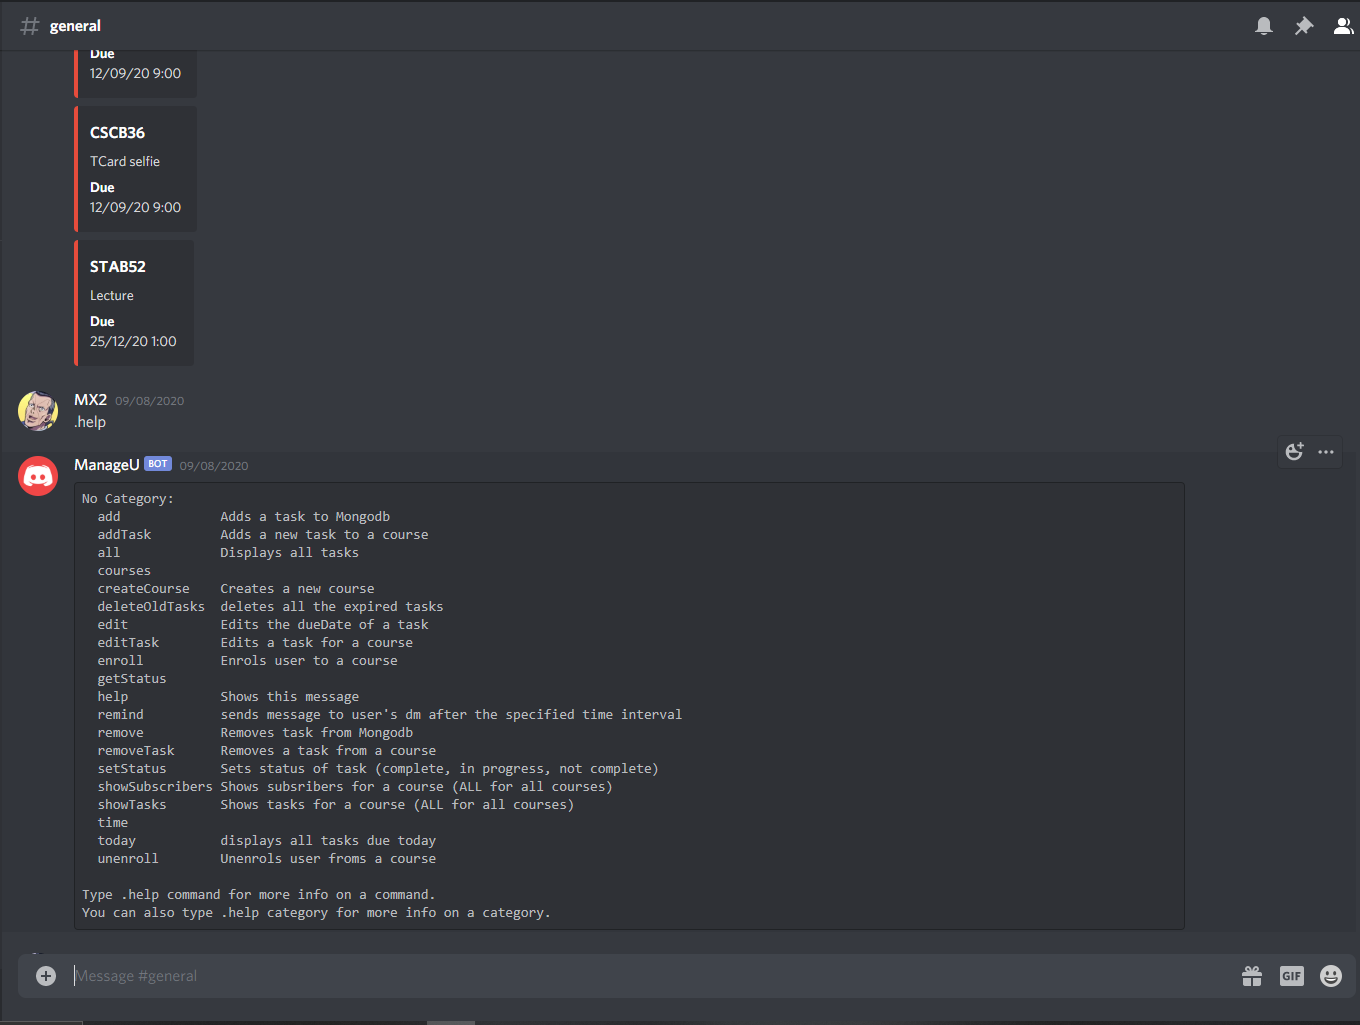 general
Due
12/09/20 9:00
CSCB36
TCard selfie
Due
12/09/20 9:00
STAB52
Lecture
Due
25/12/20 1:00
MX2 09/08/2020
.help
ManageU BOT 09/08/2020
No Category:
add Adds a task to Mongodb
addTask Adds a new task to a course
all Displays all tasks
courses
createCourse Creates a new course
deleteOldTasks deletes all the expired tasks
edit Edits the dueDate of a task
editTask Edits a task for a course
enroll Enrols user to a course
getStatus
help Shows this message
remind sends message to user's dm after the specified time interval
remove Removes task from Mongodb
removeTask Removes a task from a course
setStatus Sets status of task (complete, in progress, not complete)
showSubscribers Shows subsribers for a course (ALL for all courses)
showTasks Shows tasks for a course (ALL for all courses)
time
today displays all tasks due today
unenroll Unenrols user froms a course
Type .help command for more info on a command.
You can also type .help category for more info on a category.
Message #general
GIF